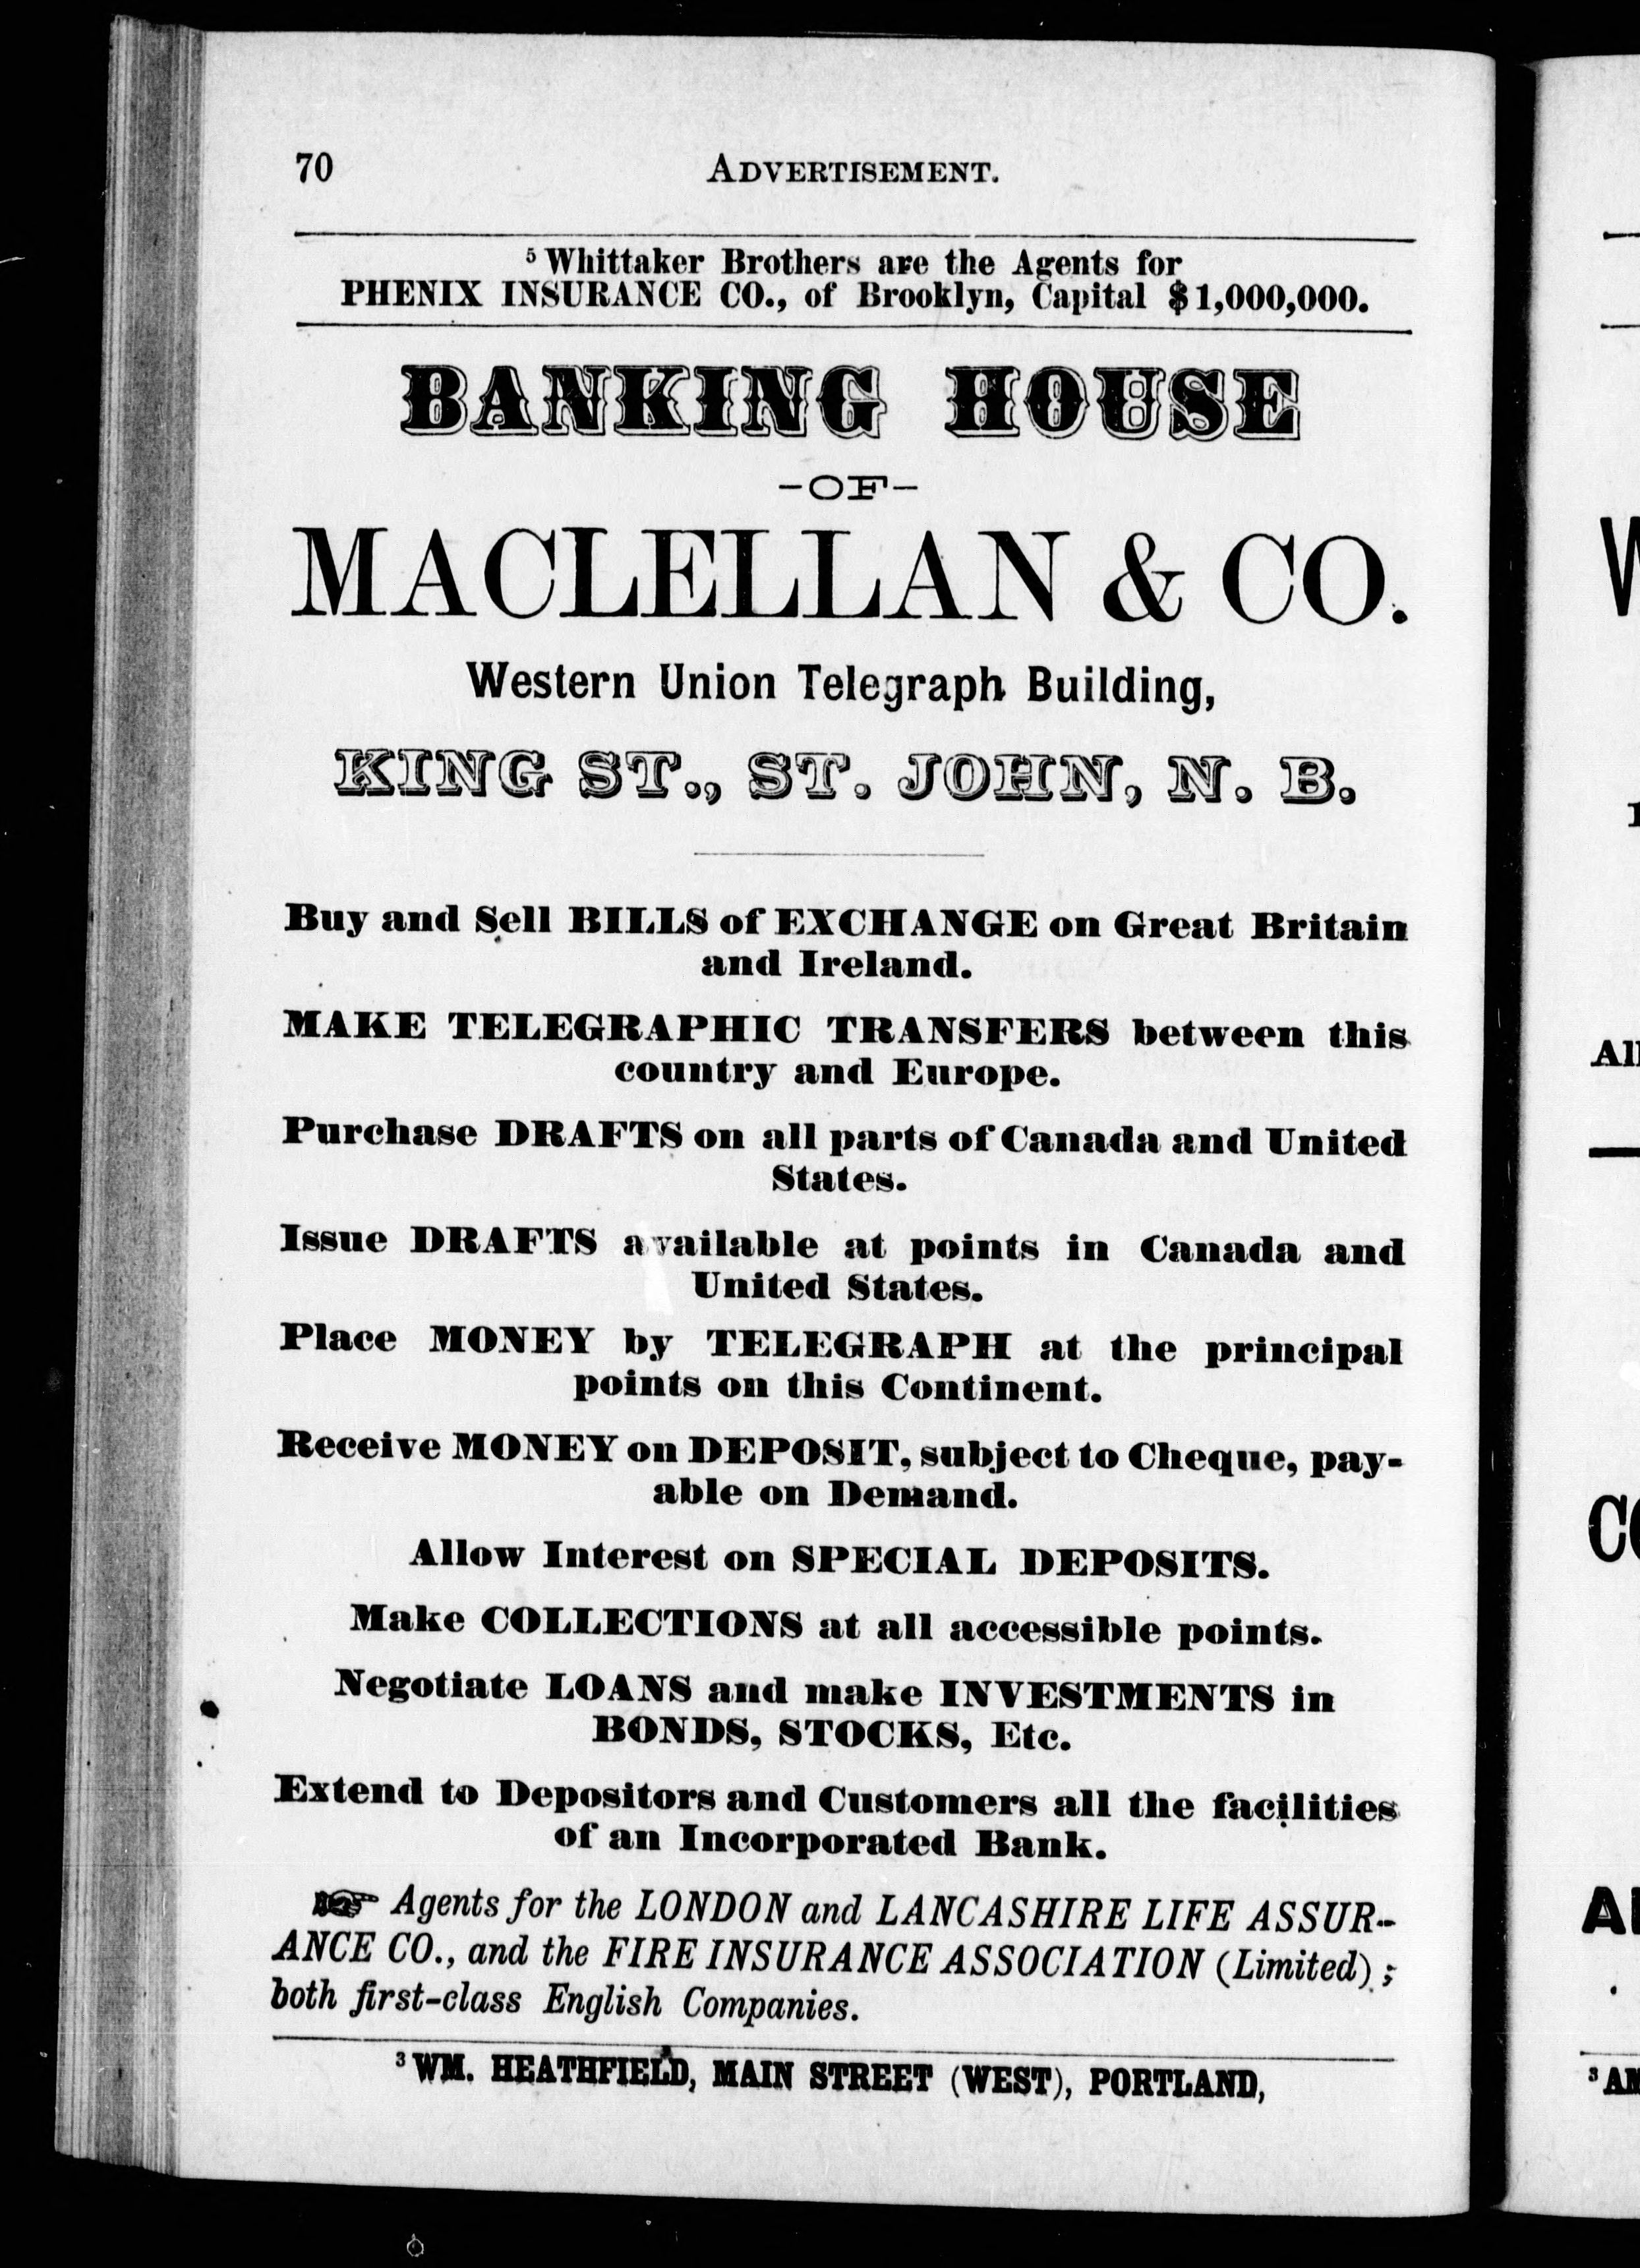 70 ADVERTISEMENT.
⁵ Whittaker Brothers are the Agents for
PHENIX INSURANCE CO., of Brooklyn, Capital $1,000,000.
BANKING HOUSE
-OF-
MACLELLAN & CO.
Western Union Telegraph Building,
KING ST., ST. JOHN, N. B.
Buy and Sell BILLS of EXCHANGE on Great Britain
and Ireland.
MAKE TELEGRAPHIC TRANSFERS between this
country and Europe.
Purchase DRAFTS on all parts of Canada and United
States.
Issue DRAFTS available at points in Canada and
United States.
Place MONEY by TELEGRAPH at the principal
points on this Continent.
Receive MONEY on DEPOSIT, subject to Cheque, pay-
able on Demand.
Allow Interest on SPECIAL DEPOSITS.
Make COLLECTIONS at all accessible points.
Negotiate LOANS and make INVESTMENTS in
BONDS, STOCKS, Etc.
Extend to Depositors and Customers all the facilities
of an Incorporated Bank.
☞ Agents for the LONDON and LANCASHIRE LIFE ASSUR-
ANCE CO., and the FIRE INSURANCE ASSOCIATION (Limited);
both first-class English Companies.
³ WM. HEATHFIELD, MAIN STREET (WEST), PORTLAND,